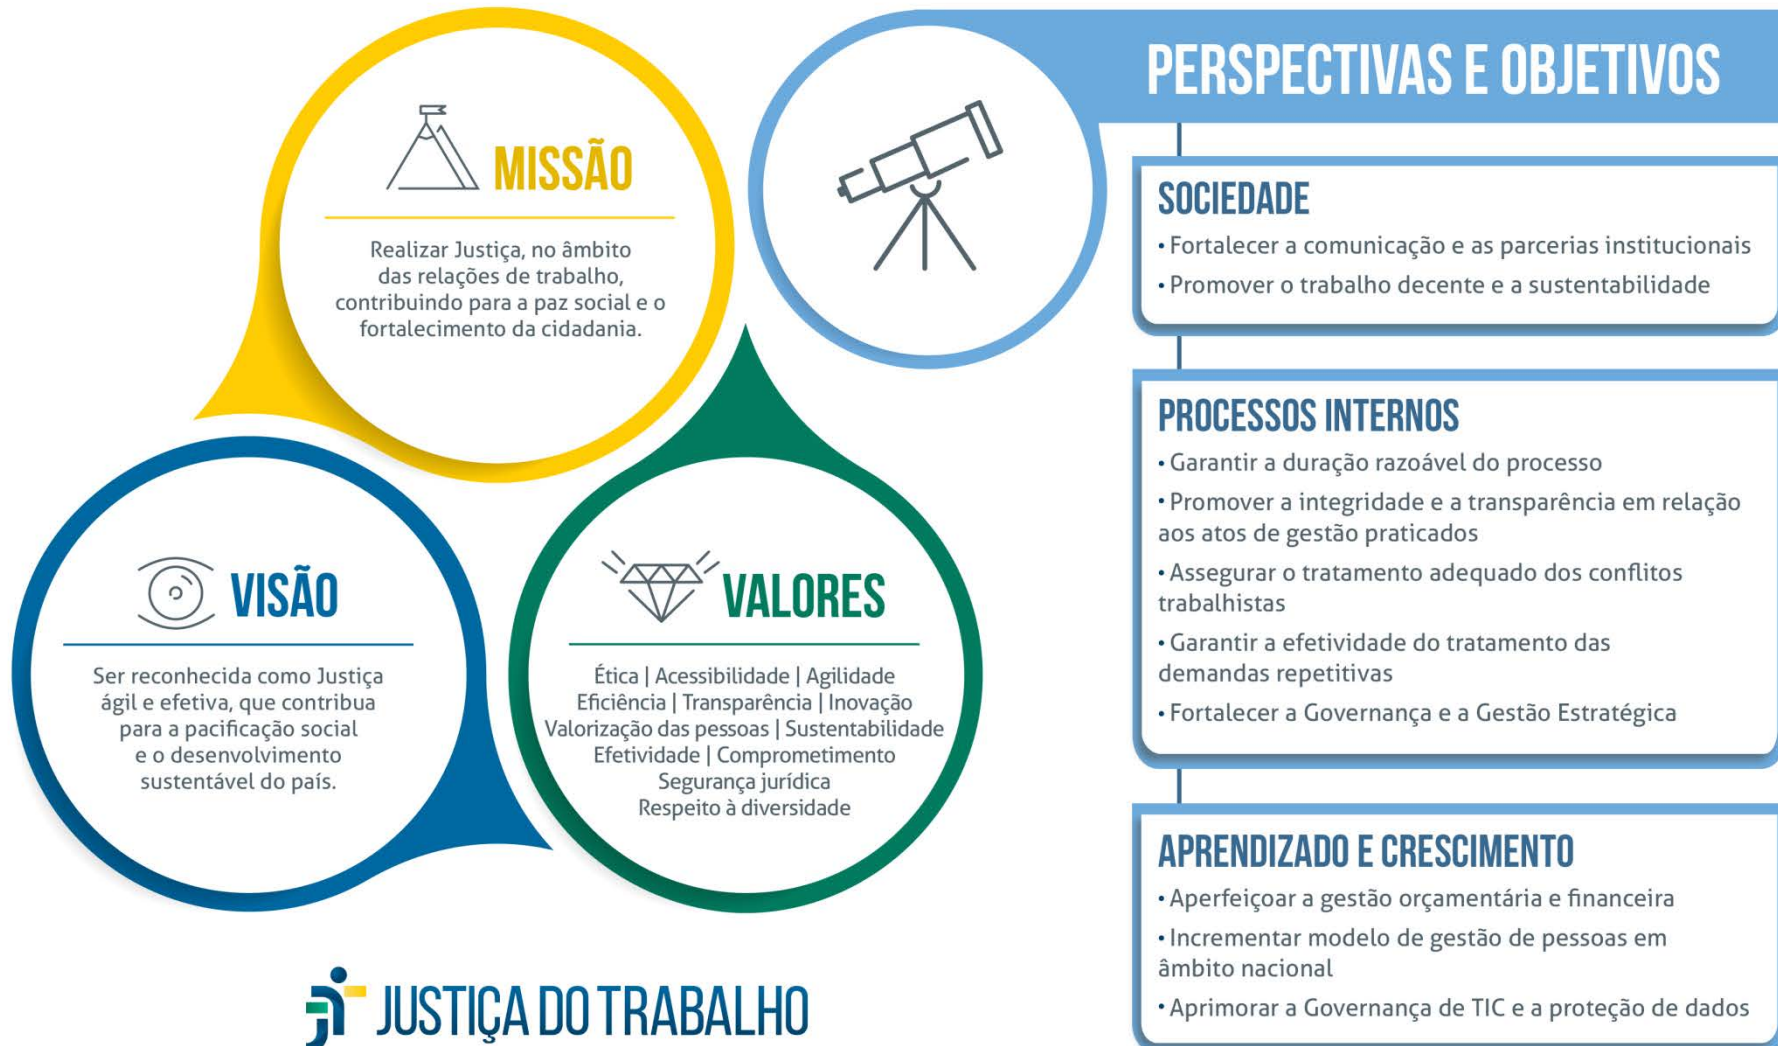 MISSÃO
Realizar Justiça, no âmbito
das relações de trabalho,
contribuindo para a paz social e o
fortalecimento da cidadania.
VISÃO
Ser reconhecida como Justiça
ágil e efetiva, que contribua
para a pacificação social
e o desenvolvimento
sustentável do país.
VALORES
Ética | Acessibilidade | Agilidade
Eficiência | Transparência | Inovação
Valorização das pessoas | Sustentabilidade
Efetividade | Comprometimento
Segurança jurídica
Respeito à diversidade
JUSTIÇA DO TRABALHO
PERSPECTIVAS E OBJETIVOS
SOCIEDADE
• Fortalecer a comunicação e as parcerias institucionais
• Promover o trabalho decente e a sustentabilidade
PROCESSOS INTERNOS
• Garantir a duração razoável do processo
• Promover a integridade e a transparência em relação
aos atos de gestão praticados
• Assegurar o tratamento adequado dos conflitos
trabalhistas
• Garantir a efetividade do tratamento das
demandas repetitivas
• Fortalecer a Governança e a Gestão Estratégica
APRENDIZADO E CRESCIMENTO
• Aperfeiçoar a gestão orçamentária e financeira
• Incrementar modelo de gestão de pessoas em
âmbito nacional
• Aprimorar a Governança de TIC e a proteção de dados